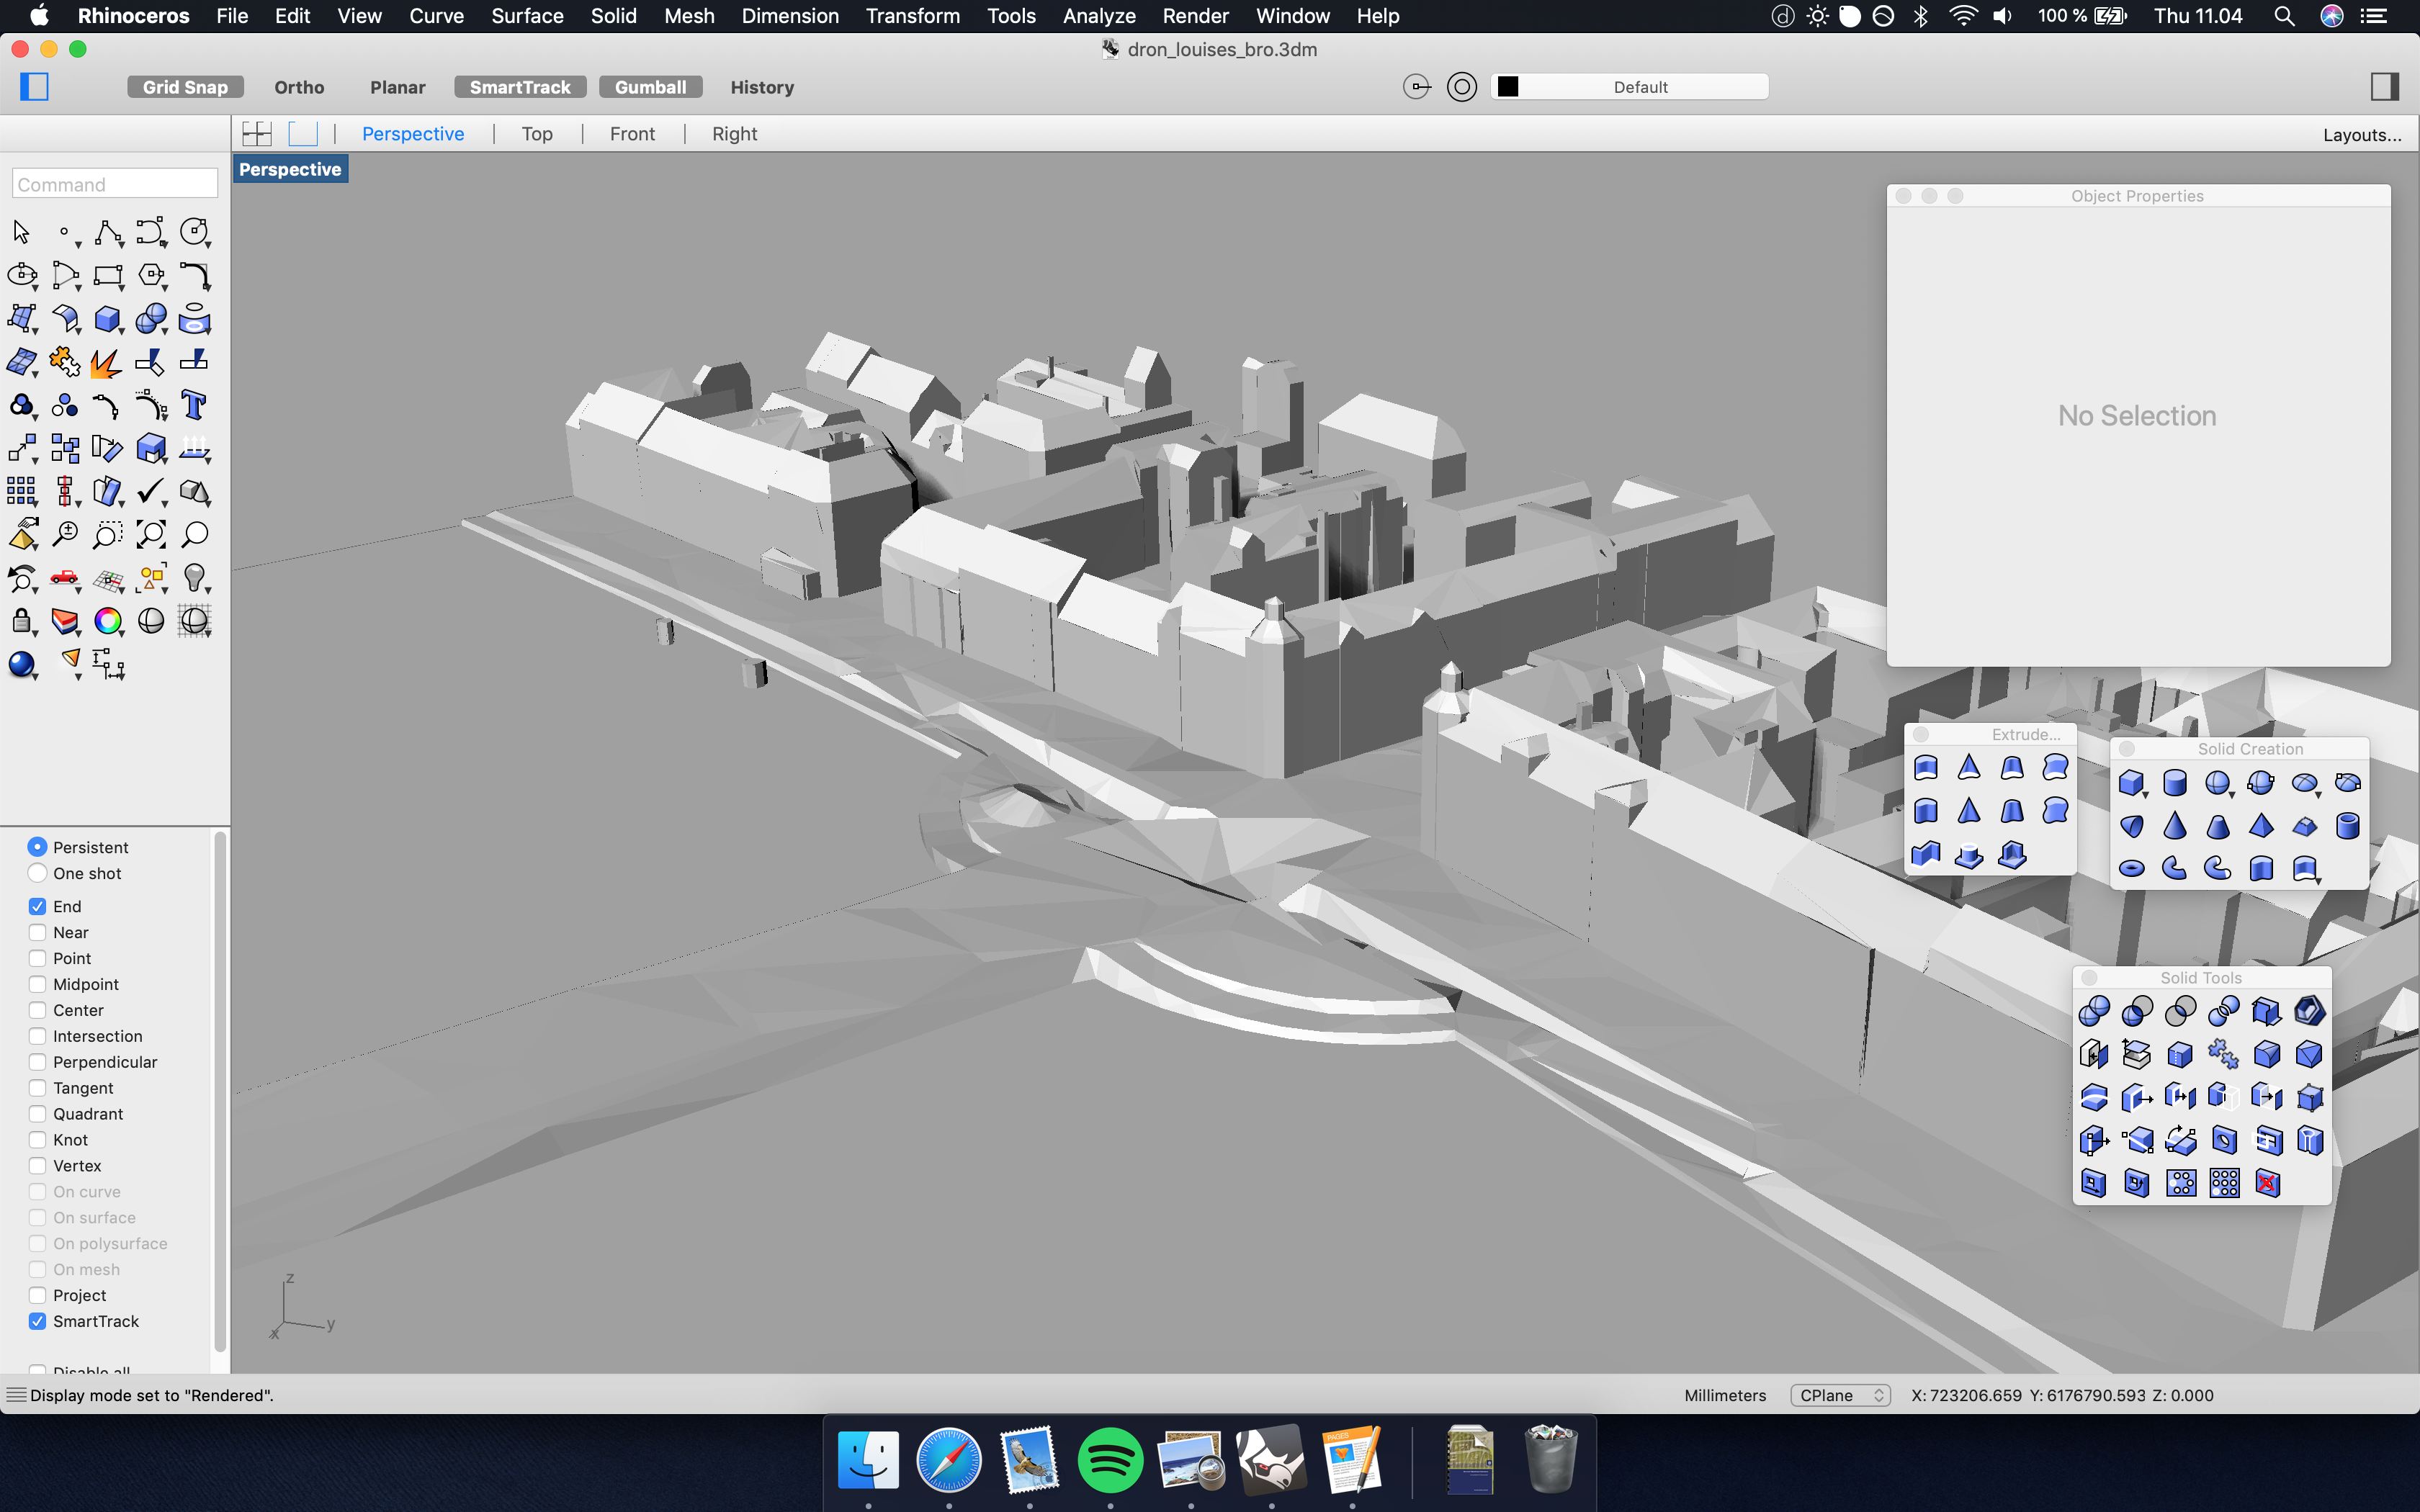 Rhinoceros File Edit View Curve Surface Solid Mesh Dimension Transform Tools Analyze Render Window Help 100 % Thu 11.04
dron_louises_bro.3dm
Grid Snap Ortho Planar SmartTrack Gumball History Default
Perspective Top Front Right Layouts...
Perspective
Command
Object Properties
No Selection
Extrude...
Solid Creation
Solid Tools
Persistent
One shot
End
Near
Point
Midpoint
Center
Intersection
Perpendicular
Tangent
Quadrant
Knot
Vertex
On curve
On surface
On polysurface
On mesh
Project
SmartTrack
Disable all
z
y
x
Display mode set to "Rendered". Millimeters CPlane X: 723206.659 Y: 6176790.593 Z: 0.000
PAGES